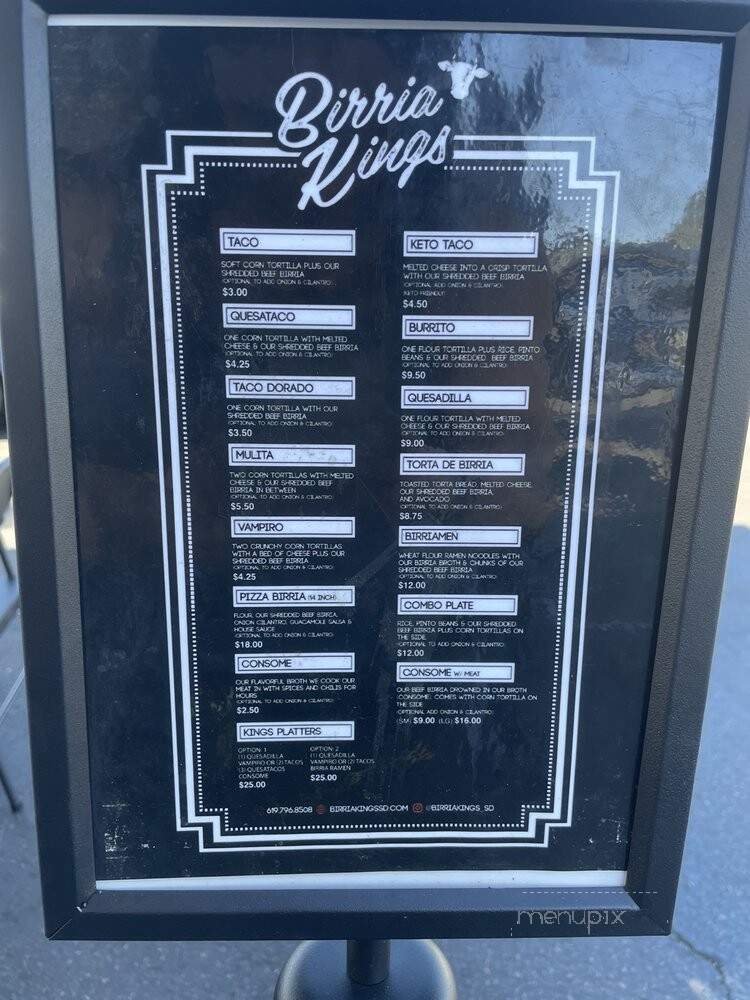 Birria
Kings
TACO
SOFT CORN TORTILLA PLUS OUR
SHREDDED BEEF BIRRIA
(OPTIONAL TO ADD ONION & CILANTRO)
$3.00
QUESATACO
ONE CORN TORTILLA WITH MELTED
CHEESE & OUR SHREDDED BEEF BIRRIA
(OPTIONAL TO ADD ONION & CILANTRO)
$4.25
TACO DORADO
ONE CORN TORTILLA WITH OUR
SHREDDED BEEF BIRRIA
(OPTIONAL TO ADD ONION & CILANTRO)
$3.50
MULITA
TWO CORN TORTILLAS WITH MELTED
CHEESE & OUR SHREDDED BEEF
BIRRIA IN BETWEEN
(OPTIONAL TO ADD ONION & CILANTRO)
$5.50
VAMPIRO
TWO CRUNCHY CORN TORTILLAS
WITH A BED OF CHEESE PLUS OUR
SHREDDED BEEF BIRRIA
(OPTIONAL TO ADD ONION & CILANTRO)
$4.25
PIZZA BIRRIA (14 INCH)
FLOUR, OUR SHREDDED BEEF BIRRIA,
ONION CILANTRO, GUACAMOLE SALSA &
HOUSE SAUCE
(OPTIONAL TO ADD ONION & CILANTRO)
$18.00
CONSOME
OUR FLAVORFUL BROTH WE COOK OUR
MEAT IN WITH SPICES AND CHILIS FOR
HOURS
(OPTIONAL TO ADD ONION & CILANTRO)
$2.50
KINGS PLATTERS
OPTION: 1
(1) QUESADILLA
VAMPIRO OR (2) TACOS
(3) QUESATACOS
CONSOME
$25.00
OPTION: 2
(1) QUESADILLA
VAMPIRO OR (2) TACOS
BIRRIA RAMEN
$25.00
KETO TACO
MELTED CHEESE INTO A CRISP TORTILLA
WITH OUR SHREDDED BEEF BIRRIA
(OPTIONAL ADD ONION & CILANTRO)
(KETO FRIENDLY)
$4.50
BURRITO
ONE FLOUR TORTILLA PLUS RICE, PINTO
BEANS & OUR SHREDDED BEEF BIRRIA
(OPTIONAL TO ADD ONION & CILANTRO)
$9.50
QUESADILLA
ONE FLOUR TORTILLA WITH MELTED
CHEESE & OUR SHREDDED BEEF BIRRIA
(OPTIONAL TO ADD ONION & CILANTRO)
$9.00
TORTA DE BIRRIA
TOASTED TORTA BREAD, MELTED CHEESE,
OUR SHREDDED BEEF BIRRIA,
AND AVOCADO
(OPTIONAL TO ADD ONION & CILANTRO)
$8.75
BIRRIAMEN
WHEAT FLOUR RAMEN NOODLES WITH
OUR BIRRIA BROTH & CHUNKS OF OUR
SHREDDED BEEF BIRRIA
(OPTIONAL TO ADD ONION & CILANTRO)
$12.00
COMBO PLATE
RICE, PINTO BEANS & OUR SHREDDED
BEEF BIRRIA PLUS CORN TORTILLAS ON
THE SIDE
(OPTIONAL TO ADD ONION & CILANTRO)
$12.00
CONSOME W/ MEAT
OUR BEEF BIRRIA DROWNED IN OUR BROTH
(CONSOME). COMES WITH CORN TORTILLA ON
THE SIDE
(OPTIONAL ADD ONION & CILANTRO)
(SM) $9.00 (LG) $16.00
619.796.8508 BIRRIAKINGSSD.COM @BIRRIAKINGS_SD
menupix